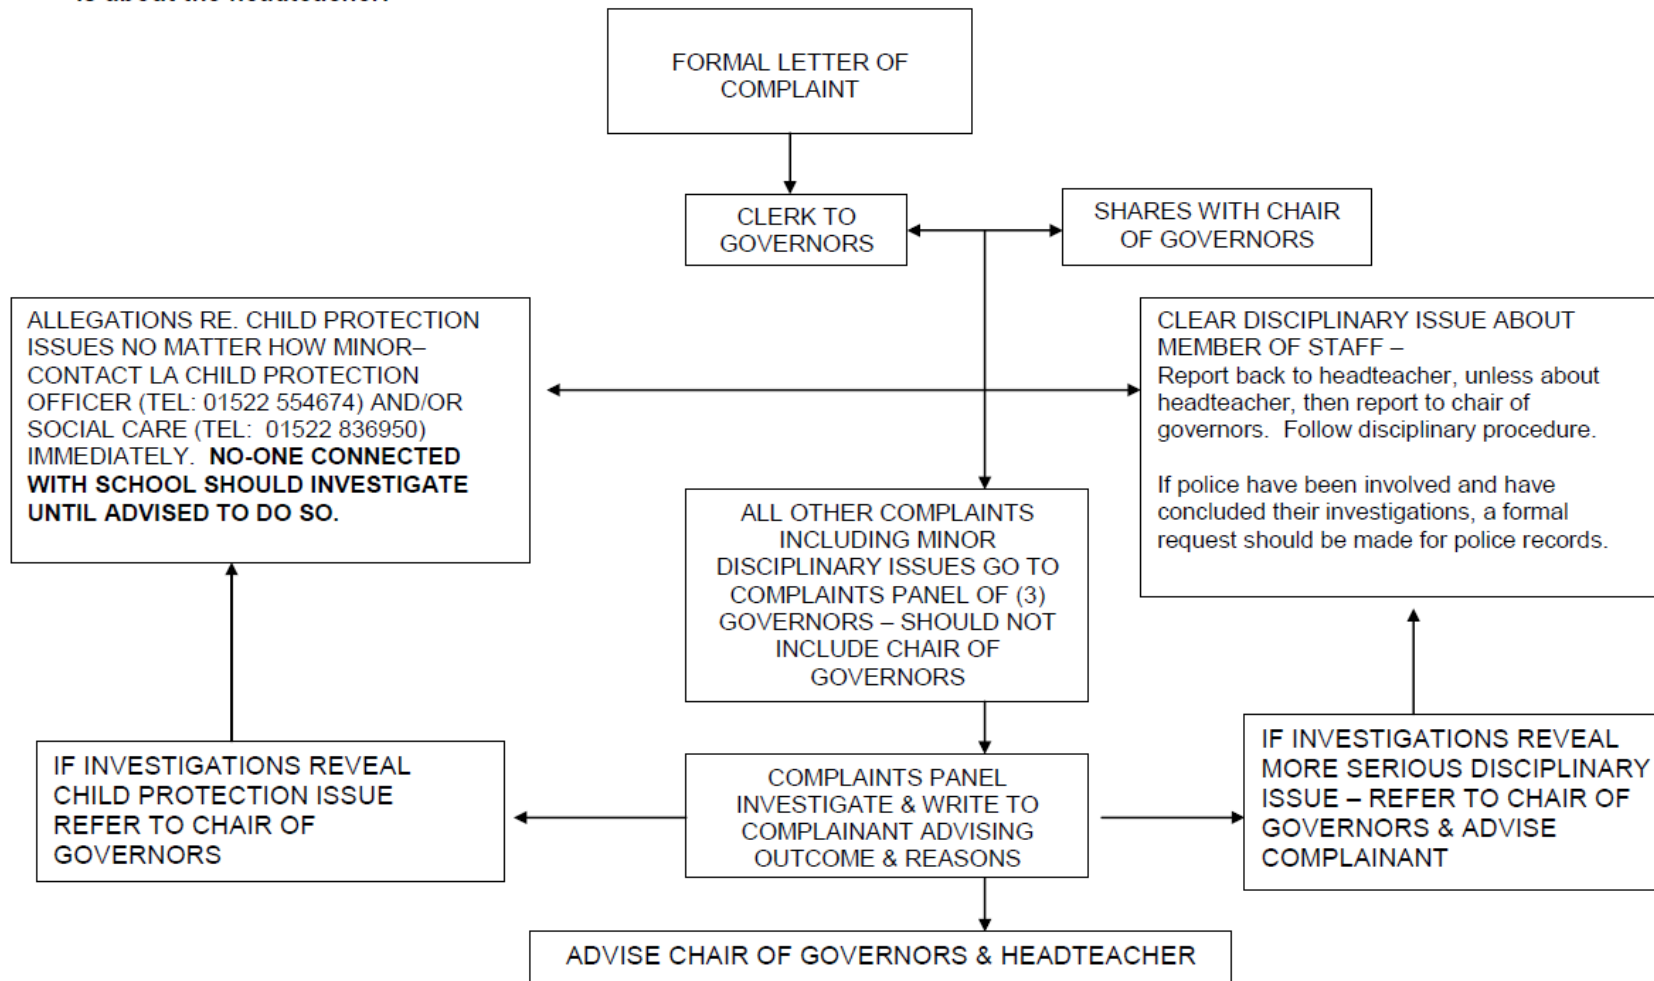 is about the headteacher.
FORMAL LETTER OF
COMPLAINT
CLERK TO
GOVERNORS
SHARES WITH CHAIR
OF GOVERNORS
ALLEGATIONS RE. CHILD PROTECTION
ISSUES NO MATTER HOW MINOR–
CONTACT LA CHILD PROTECTION
OFFICER (TEL: 01522 554674) AND/OR
SOCIAL CARE (TEL:  01522 836950)
IMMEDIATELY.  NO-ONE CONNECTED
WITH SCHOOL SHOULD INVESTIGATE
UNTIL ADVISED TO DO SO.
CLEAR DISCIPLINARY ISSUE ABOUT
MEMBER OF STAFF –
Report back to headteacher, unless about
headteacher, then report to chair of
governors.  Follow disciplinary procedure.
If police have been involved and have
concluded their investigations, a formal
request should be made for police records.
ALL OTHER COMPLAINTS
INCLUDING MINOR
DISCIPLINARY ISSUES GO TO
COMPLAINTS PANEL OF (3)
GOVERNORS – SHOULD NOT
INCLUDE CHAIR OF
GOVERNORS
IF INVESTIGATIONS REVEAL
CHILD PROTECTION ISSUE
REFER TO CHAIR OF
GOVERNORS
COMPLAINTS PANEL
INVESTIGATE & WRITE TO
COMPLAINANT ADVISING
OUTCOME & REASONS
IF INVESTIGATIONS REVEAL
MORE SERIOUS DISCIPLINARY
ISSUE – REFER TO CHAIR OF
GOVERNORS & ADVISE
COMPLAINANT
ADVISE CHAIR OF GOVERNORS & HEADTEACHER